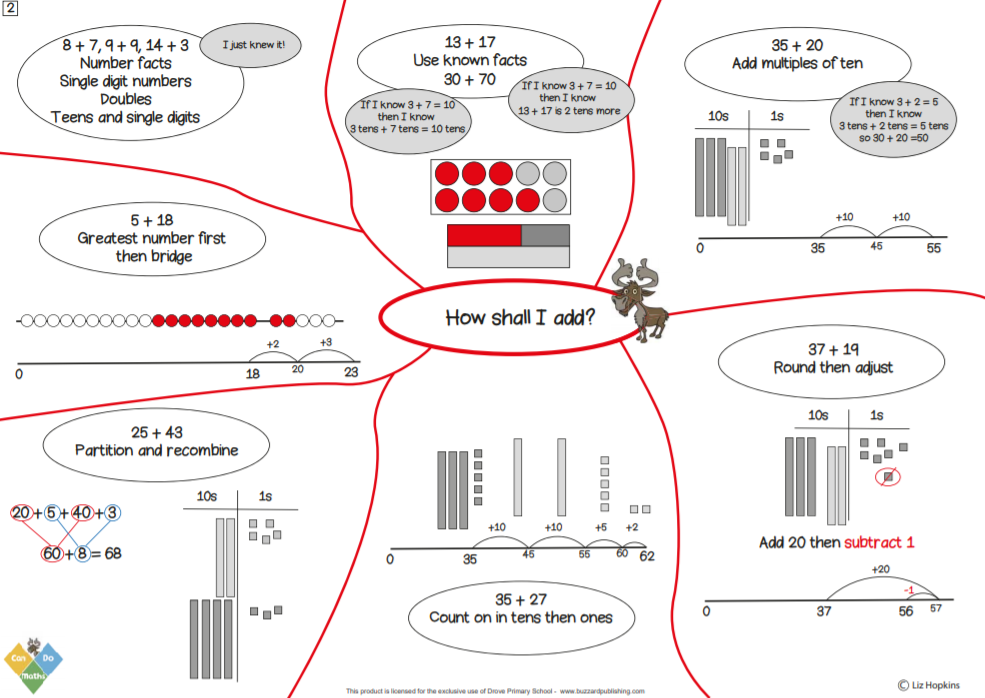 2
8 + 7, 9 + 9, 14 + 3
Number facts
Single digit numbers
Doubles
Teens and single digits
I just knew it!
13 + 17
Use known facts
30 + 70
If I know 3 + 7 = 10
then I know
3 tens + 7 tens = 10 tens
If I know 3 + 7 = 10
then I know
13 + 17 is 2 tens more
35 + 20
Add multiples of ten
If I know 3 + 2 = 5
then I know
3 tens + 2 tens = 5 tens
so 30 + 20 =50
10s 1s
+10 +10
0 35 45 55
5 + 18
Greatest number first
then bridge
+2 +3
0 18 20 23
How shall I add?
37 + 19
Round then adjust
10s 1s
Add 20 then subtract 1
+20
-1
0 37 56 57
25 + 43
Partition and recombine
20 + 5 + 40 + 3
60 + 8 = 68
10s 1s
+10 +10 +5 +2
0 35 45 55 60 62
35 + 27
Count on in tens then ones
Can Do
Maths
This product is licensed for the exclusive use of Drove Primary School - www.buzzardpublishing.com
© Liz Hopkins